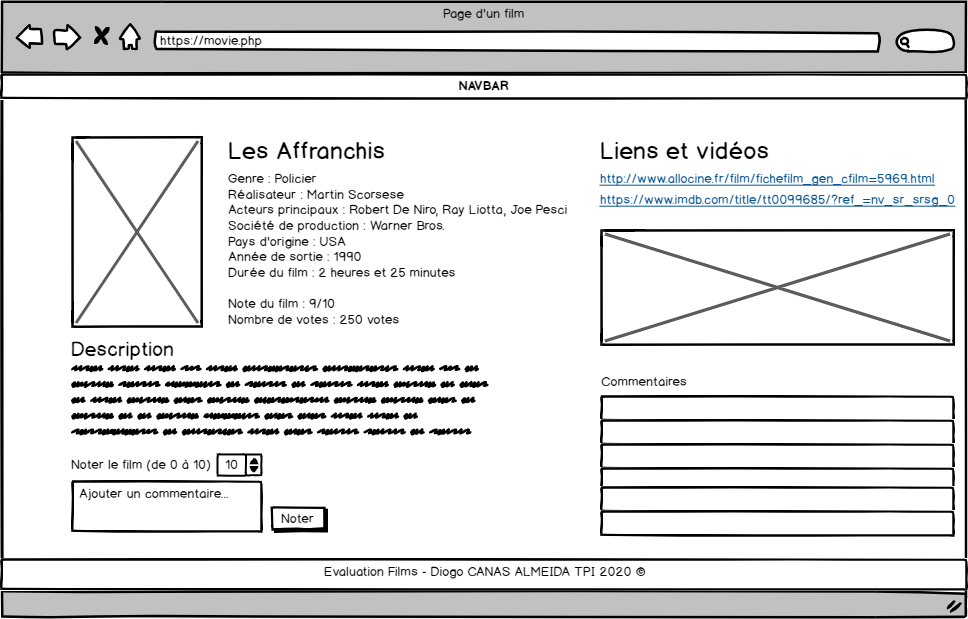 Page d'un film
https://movie.php
NAVBAR
Les Affranchis
Genre : Policier
Réalisateur : Martin Scorsese
Acteurs principaux : Robert De Niro, Ray Liotta, Joe Pesci
Société de production : Warner Bros.
Pays d'origine : USA
Année de sortie : 1990
Durée du film : 2 heures et 25 minutes
Note du film : 9/10
Nombre de votes : 250 votes
Description
Noter le film (de 0 à 10) 10
Ajouter un commentaire...
Noter
Liens et vidéos
http://www.allocine.fr/film/fichefilm_gen_cfilm=5969.html
https://www.imdb.com/title/tt0099685/?ref_=nv_sr_srsg_0
Commentaires
Evaluation Films - Diogo CANAS ALMEIDA TPI 2020 ©